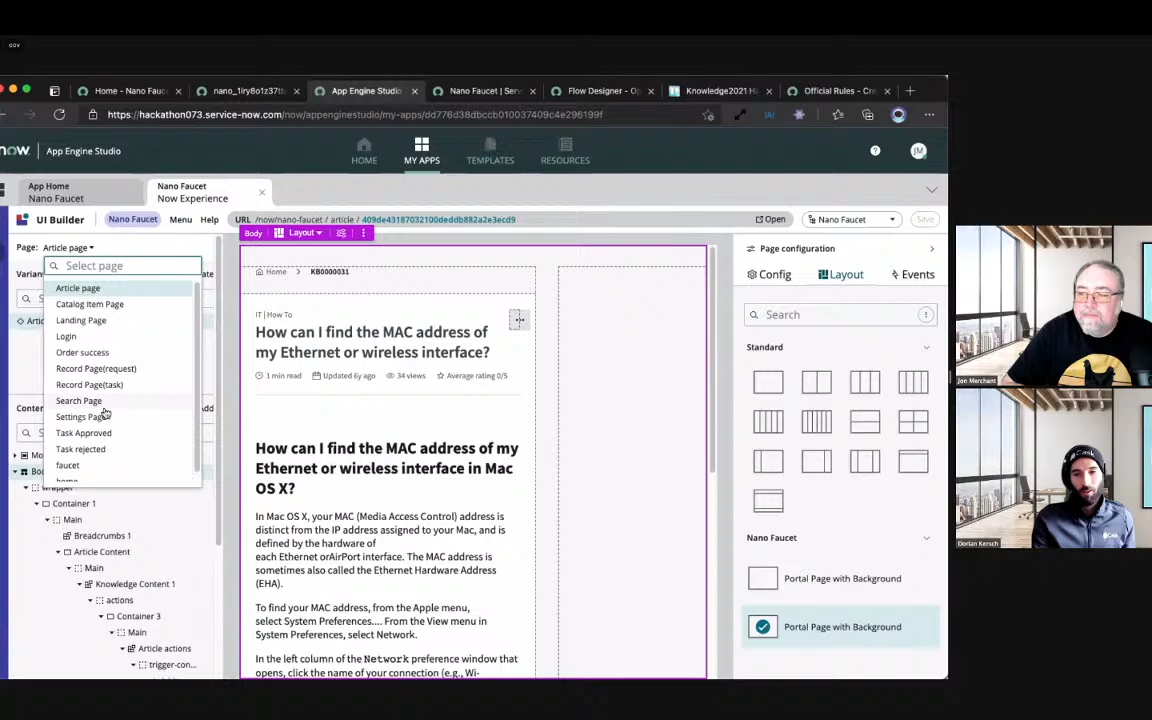 GOV
Home - Nano Fauc
nano_1iry8o1z37tb
App Engine Studio
Nano Faucet | Serv
Flow Designer - Op
Knowledge2021 Ha
Official Rules - Cre
https://hackathon073.service-now.com/now/appenginestudio/my-apps/dd776d38dbccb010037409c4e296199f
now
App Engine Studio
HOME
MY APPS
TEMPLATES
RESOURCES
JM
App Home
Nano Faucet
Nano Faucet
Now Experience
UI Builder
Nano Faucet
Menu
Help
URL /now/nano-faucet / article / 409de43187032100deddb882a2e3ecd9
Open
Nano Faucet
Save
Page: Article page
Body
Layout
Select page
Article page
Catalog Item Page
Landing Page
Login
Order success
Record Page(request)
Record Page(task)
Search Page
Settings Page
Task Approved
Task rejected
faucet
home
Container 1
Main
Breadcrumbs 1
Article Content
Main
Knowledge Content 1
actions
Container 3
Main
Article actions
trigger-con...
Home
KB0000031
IT | How To
How can I find the MAC address of
my Ethernet or wireless interface?
1 min read
Updated 6y ago
34 views
Average rating 0/5
How can I find the MAC address of my
Ethernet or wireless interface in Mac
OS X?
In Mac OS X, your MAC (Media Access Control) address is
distinct from the IP address assigned to your Mac, and is
defined by the hardware of
each Ethernet orAirPort interface. The MAC address is
sometimes also called the Ethernet Hardware Address
(EHA).
To find your MAC address, from the Apple menu,
select System Preferences.... From the View menu in
System Preferences, select Network.
In the left column of the Network preference window that
opens, click the name of your connection (e.g., Wi-
Page configuration
Config
Layout
Events
Search
Standard
Nano Faucet
Portal Page with Background
Portal Page with Background
Jon Merchant
Cask
Dorian Kersch